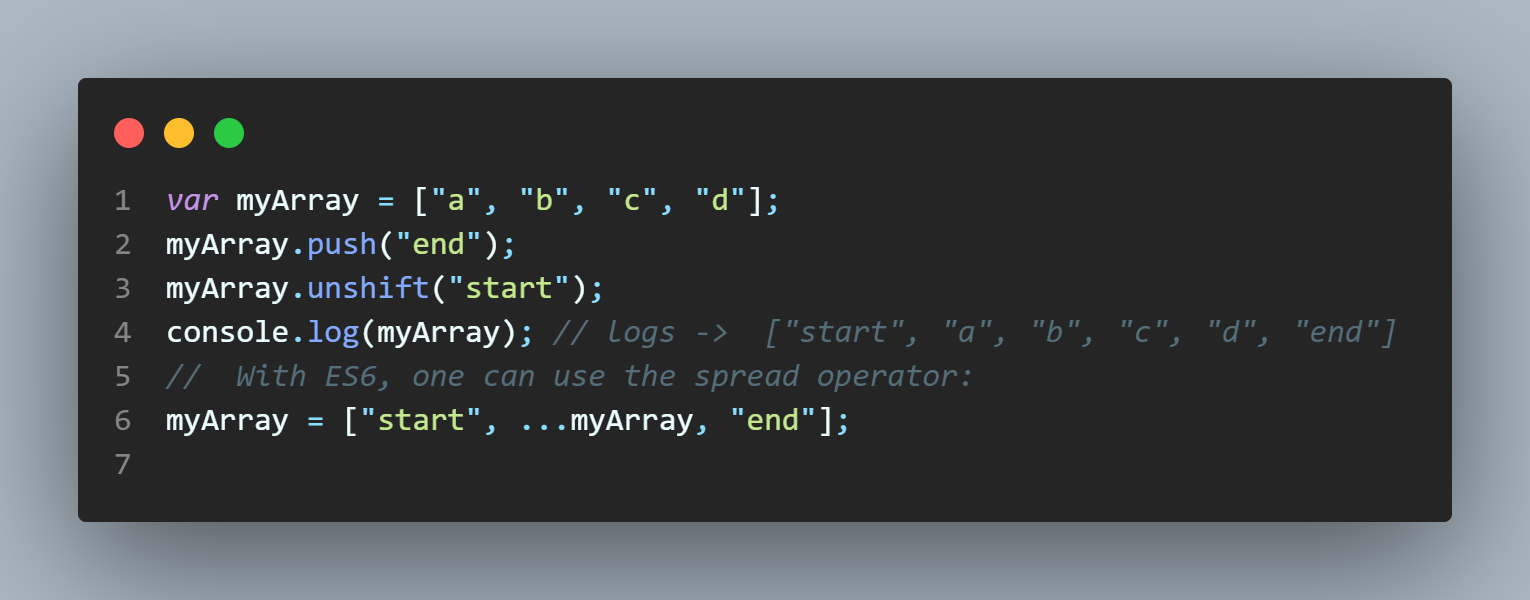 1 var myArray = ["a", "b", "c", "d"];
2 myArray.push("end");
3 myArray.unshift("start");
4 console.log(myArray); // logs ->  ["start", "a", "b", "c", "d", "end"]
5 //  With ES6, one can use the spread operator:
6 myArray = ["start", ...myArray, "end"];
7